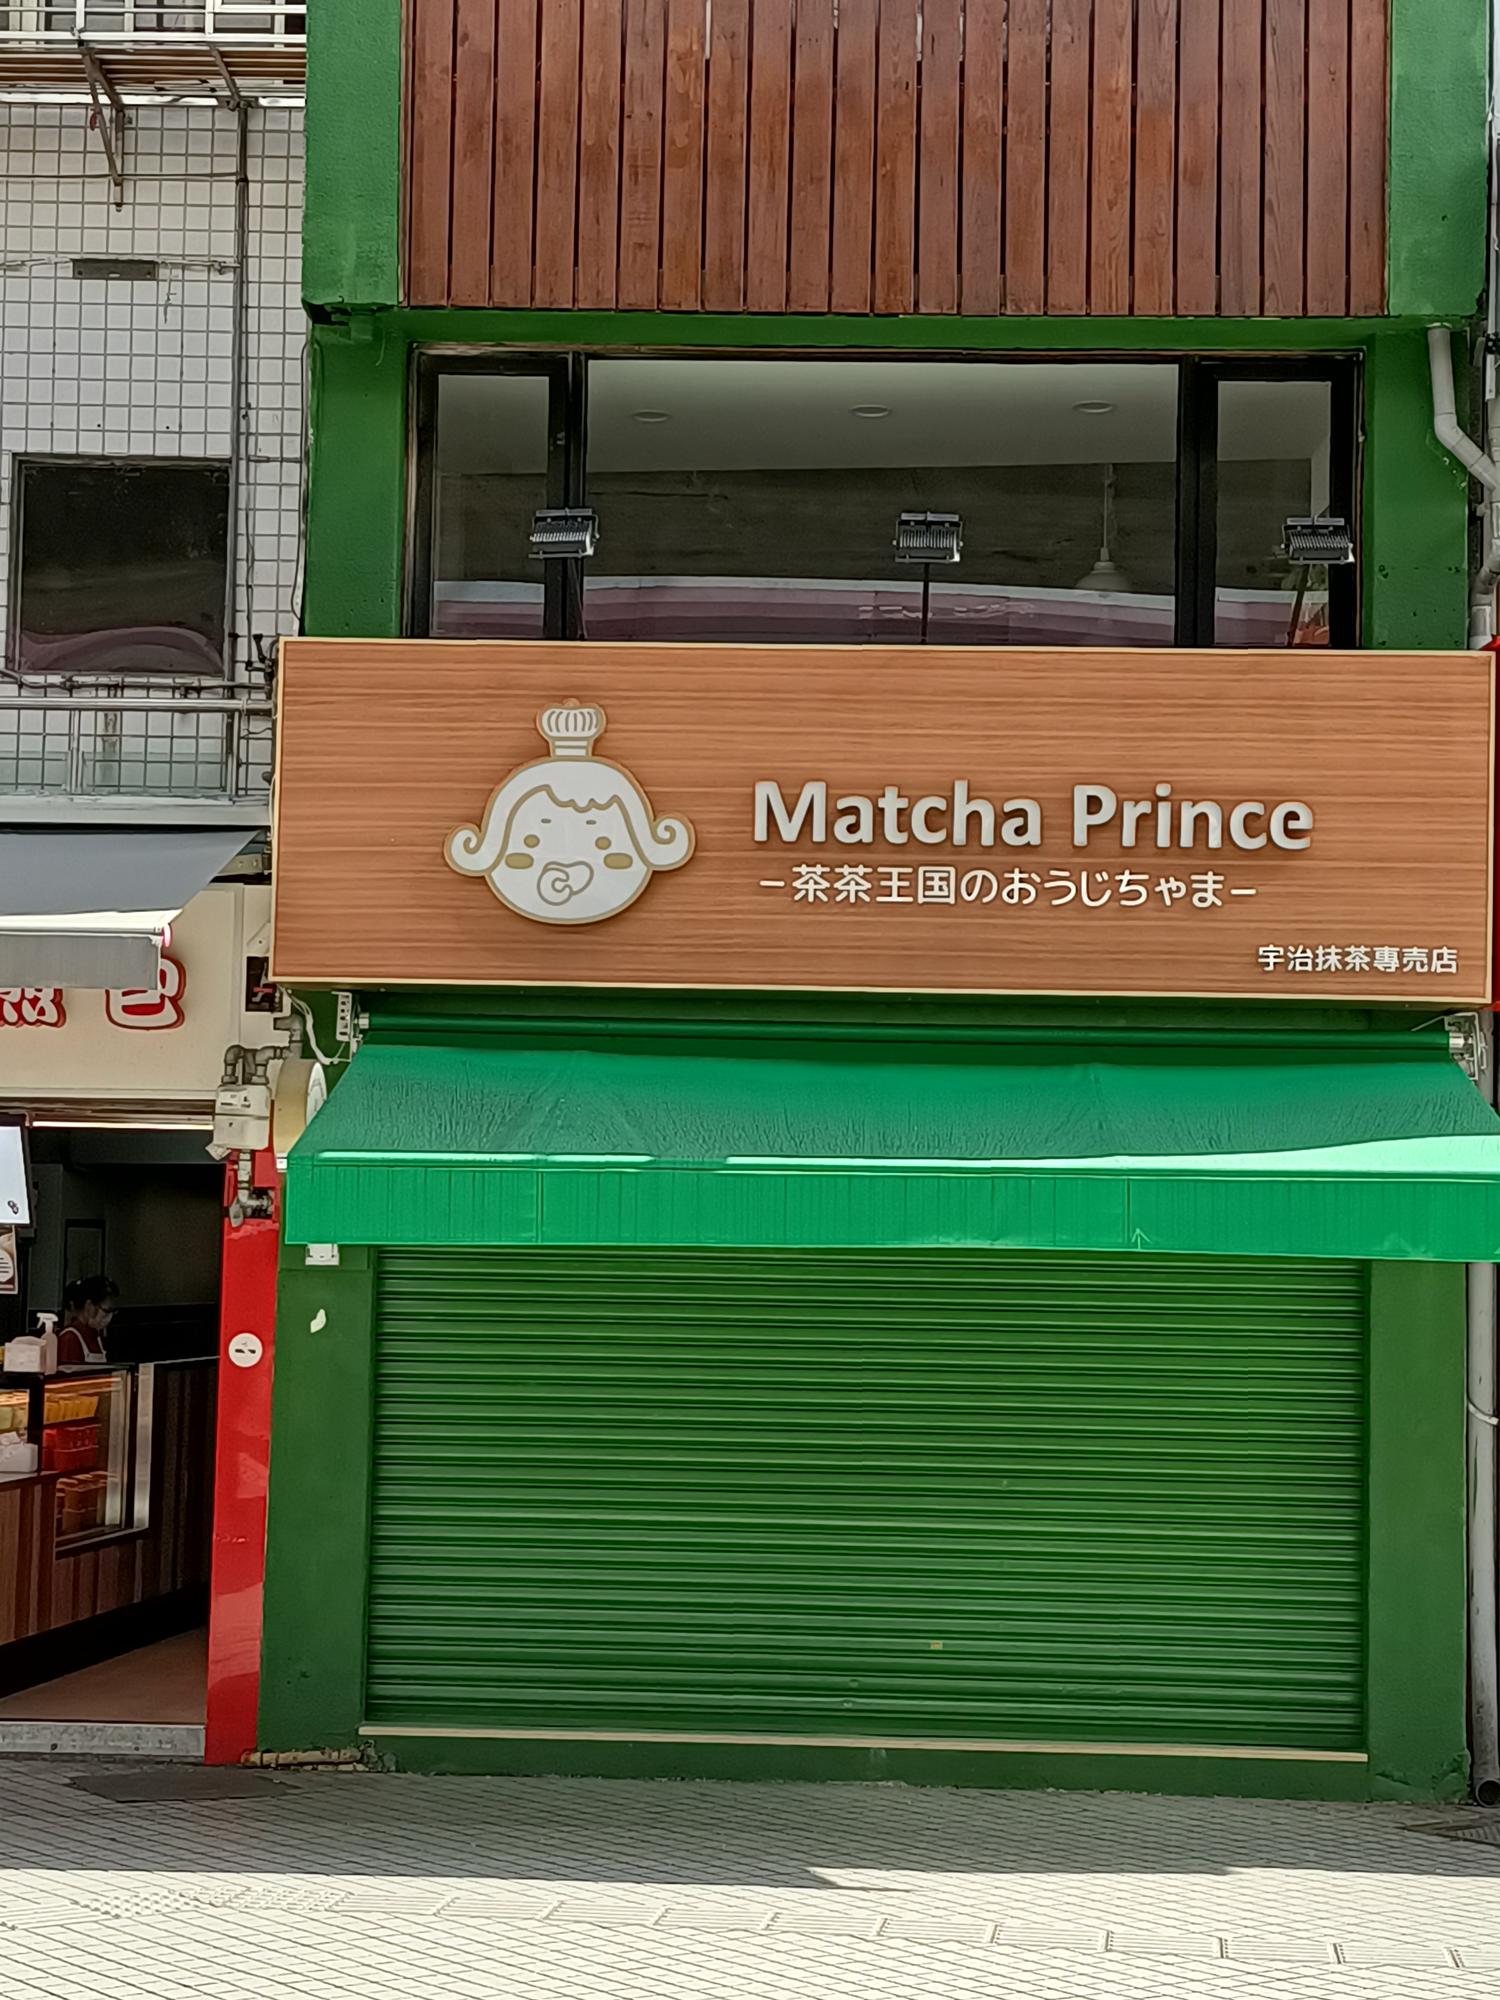 Matcha Prince
–茶茶王国のおうじちゃま–
宇治抹茶專売店
包